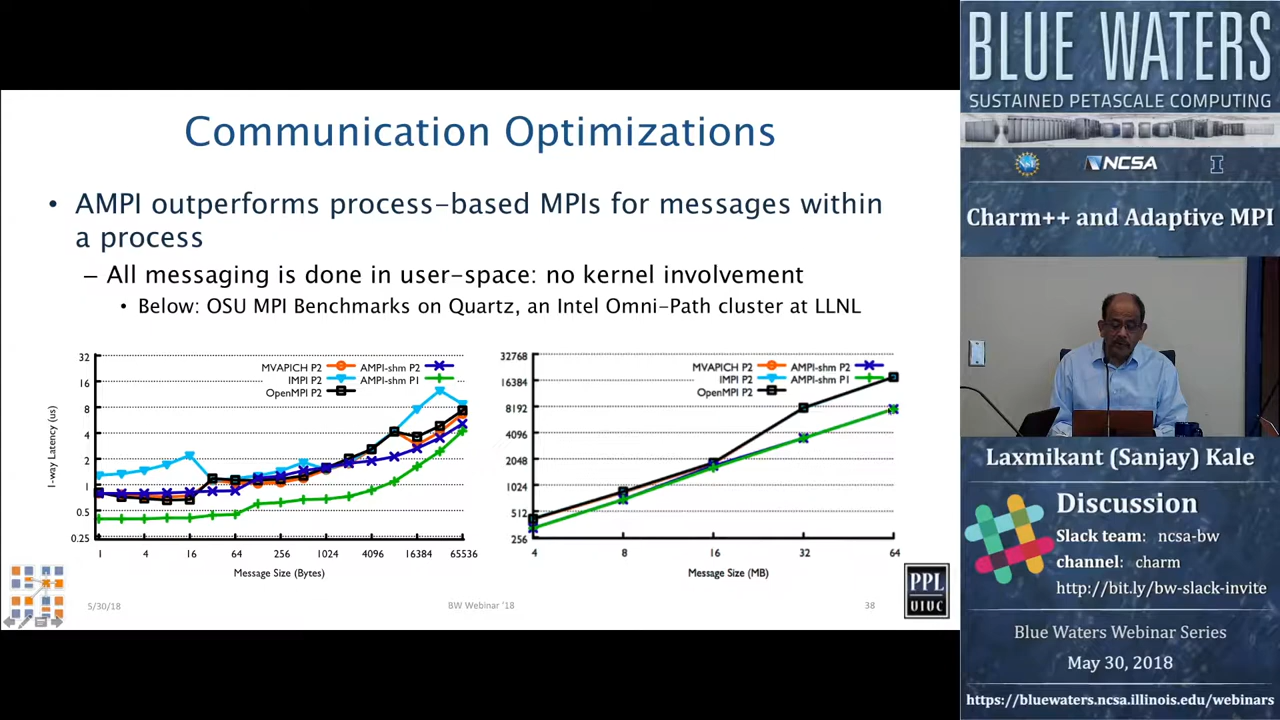 Communication Optimizations
• AMPI outperforms process-based MPIs for messages within
a process
– All messaging is done in user-space: no kernel involvement
• Below: OSU MPI Benchmarks on Quartz, an Intel Omni-Path cluster at LLNL
32
16
8
4
2
1
0.5
0.25
1-way Latency (us)
MVAPICH P2
IMPI P2
OpenMPI P2
AMPI-shm P2
AMPI-shm P1
1 4 16 64 256 1024 4096 16384 65536
Message Size (Bytes)
32768
16384
8192
4096
2048
1024
512
256
MVAPICH P2
IMPI P2
OpenMPI P2
AMPI-shm P2
AMPI-shm P1
4 8 16 32 64
Message Size (MB)
5/30/18
BW Webinar '18
38
PPL
UIUC
BLUE WATERS
SUSTAINED PETASCALE COMPUTING
NSF
NCSA
I
Charm++ and Adaptive MPI
Laxmikant (Sanjay) Kale
Discussion
Slack team: ncsa-bw
channel: charm
http://bit.ly/bw-slack-invite
Blue Waters Webinar Series
May 30, 2018
https://bluewaters.ncsa.illinois.edu/webinars